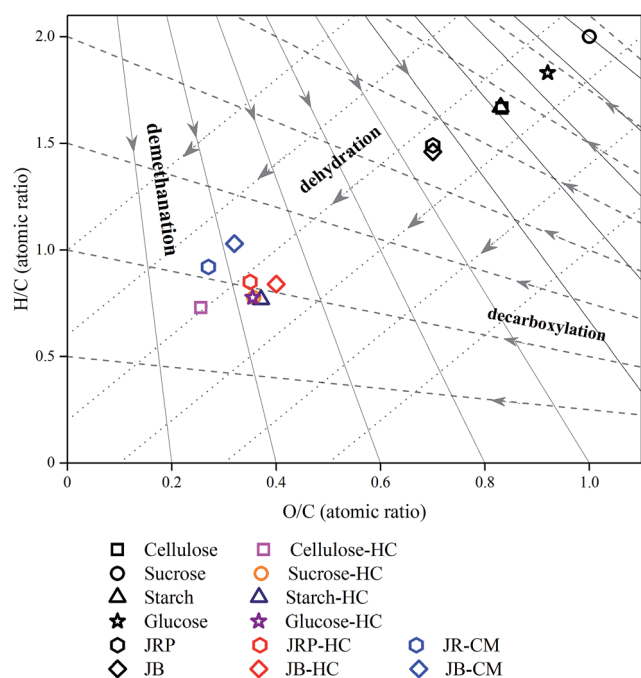 2.0
1.5
1.0
0.5
0
H/C (atomic ratio)
demethanation
dehydration
decarboxylation
0 0.2 0.4 0.6 0.8 1.0
O/C (atomic ratio)
Cellulose Cellulose-HC
Sucrose Sucrose-HC
Starch Starch-HC
Glucose Glucose-HC
JRP JRP-HC JR-CM
JB JB-HC JB-CM